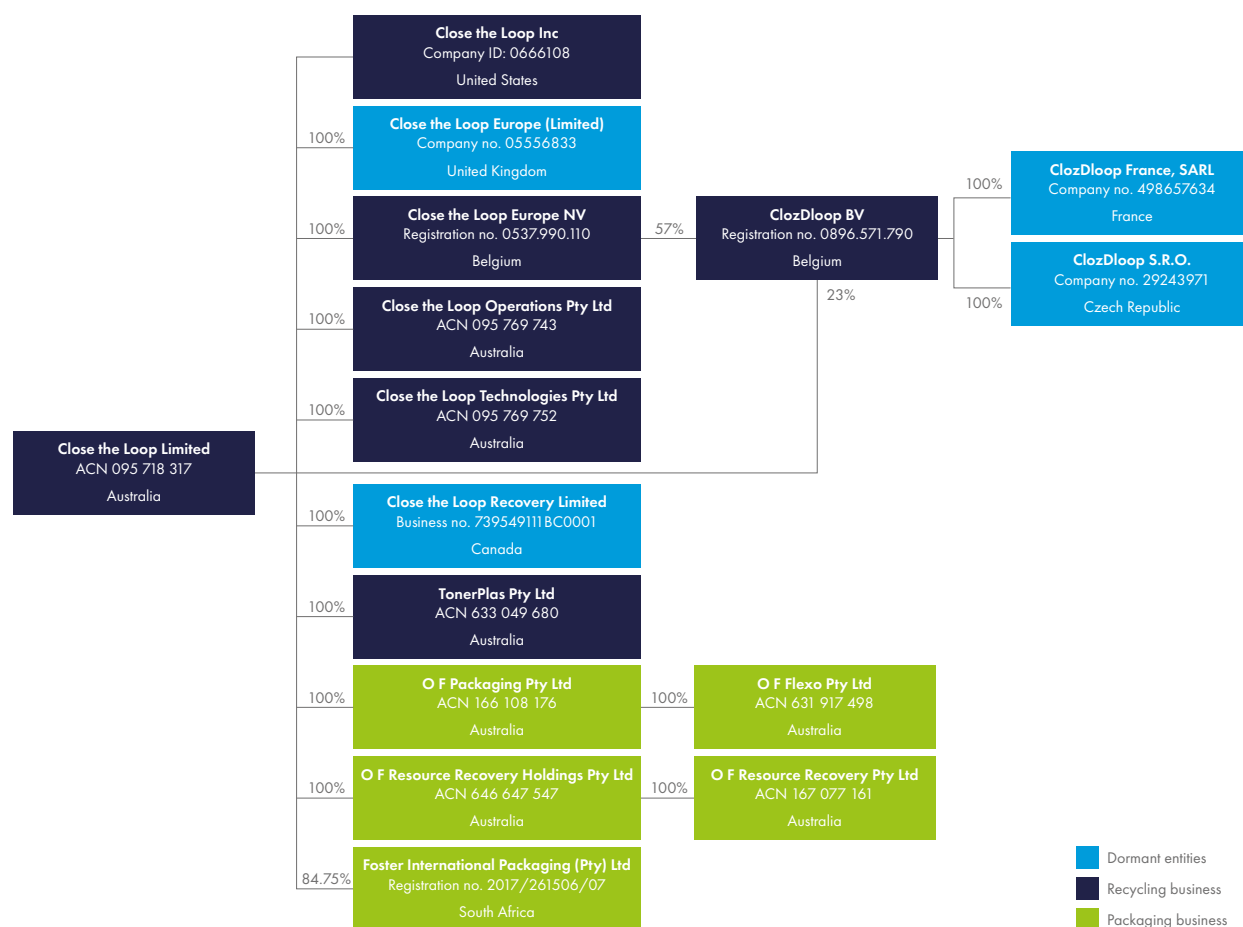 Close the Loop Inc
Company ID: 0666108
United States
100%
Close the Loop Europe (Limited)
Company no. 05556833
United Kingdom
100%
Close the Loop Europe NV
Registration no. 0537.990.110
Belgium
57%
ClozDloop BV
Registration no. 0896.571.790
Belgium
23%
100%
ClozDloop France, SARL
Company no. 498657634
France
100%
ClozDloop S.R.O.
Company no. 29243971
Czech Republic
100%
Close the Loop Operations Pty Ltd
ACN 095 769 743
Australia
100%
Close the Loop Technologies Pty Ltd
ACN 095 769 752
Australia
Close the Loop Limited
ACN 095 718 317
Australia
100%
Close the Loop Recovery Limited
Business no. 739549111BC0001
Canada
100%
TonerPlas Pty Ltd
ACN 633 049 680
Australia
100%
O F Packaging Pty Ltd
ACN 166 108 176
Australia
100%
O F Flexo Pty Ltd
ACN 631 917 498
Australia
100%
O F Resource Recovery Holdings Pty Ltd
ACN 646 647 547
Australia
100%
O F Resource Recovery Pty Ltd
ACN 167 077 161
Australia
84.75%
Foster International Packaging (Pty) Ltd
Registration no. 2017/261506/07
South Africa
Dormant entities
Recycling business
Packaging business